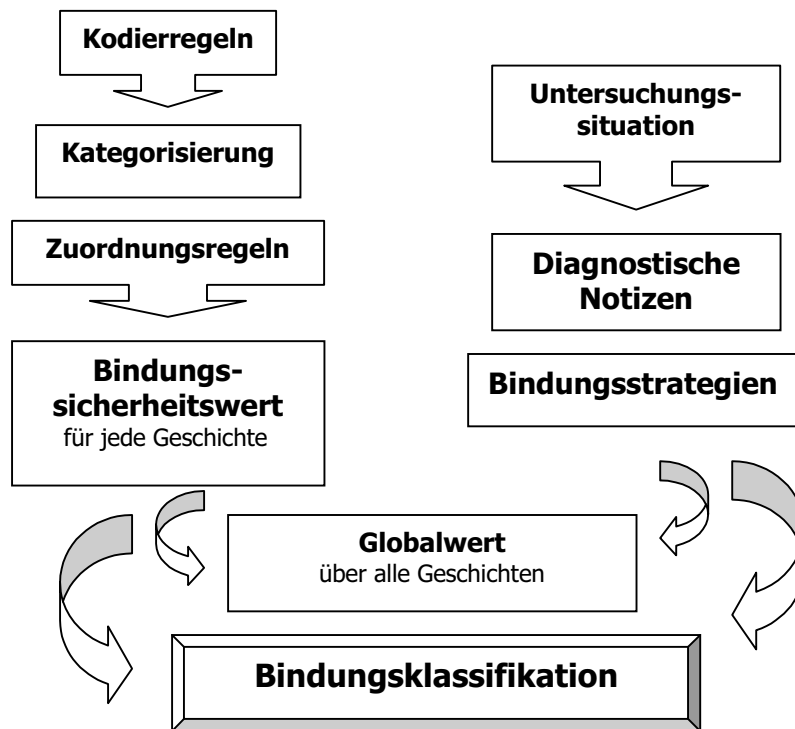 Kodierregeln
Kategorisierung
Zuordnungsregeln
Bindungs-
sicherheitswert
für jede Geschichte
Untersuchungs-
situation
Diagnostische
Notizen
Bindungsstrategien
Globalwert
über alle Geschichten
Bindungsklassifikation